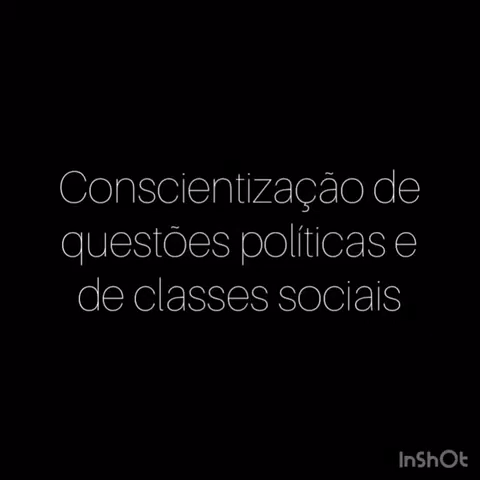 Conscientização de
questões políticas e
de classes sociais
InShOt